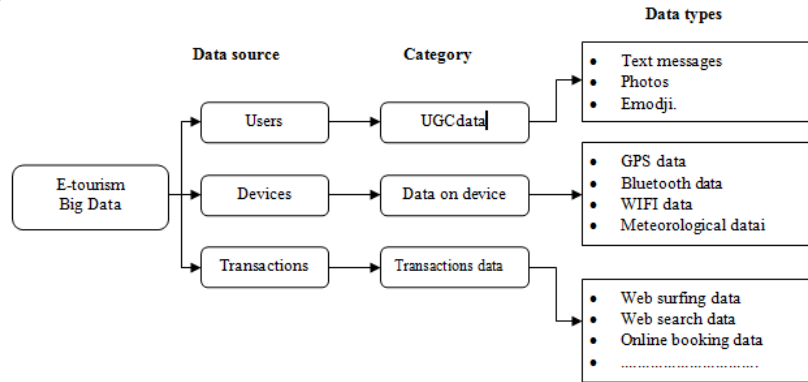 Data types
Data source
Category
● Text messages
● Photos
● Emodji.
Users
UGCdata
E-tourism
Big Data
Devices
Data on device
● GPS data
● Bluetooth data
● WIFI data
● Meteorological datai
Transactions
Transactions data
● Web surfing data
● Web search data
● Online booking data
● ................................